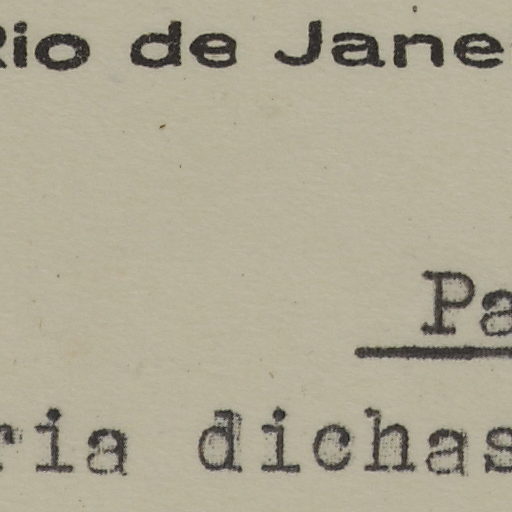 Rio de Jane
Pa
ria dichas